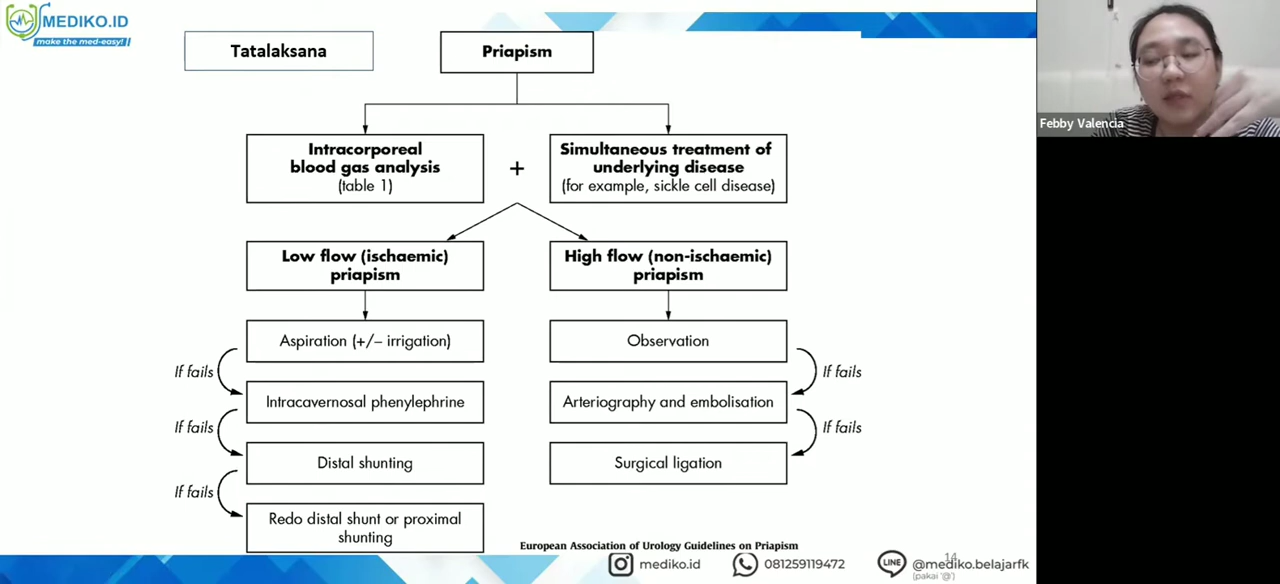 MEDIKO.ID
make the med-easy!
Tatalaksana
Priapism
Febby Valencia
Intracorporeal
blood gas analysis
(table 1)
+
Simultaneous treatment of
underlying disease
(for example, sickle cell disease)
Low flow (ischaemic)
priapism
High flow (non-ischaemic)
priapism
Aspiration (+/– irrigation)
Observation
If fails
If fails
Intracavernosal phenylephrine
Arteriography and embolisation
If fails
If fails
Distal shunting
Surgical ligation
If fails
Redo distal shunt or proximal
shunting
European Association of Urology Guidelines on Priapism
14
mediko.id
081259119472
LINE
@mediko.belajarfk
(pakai '@')